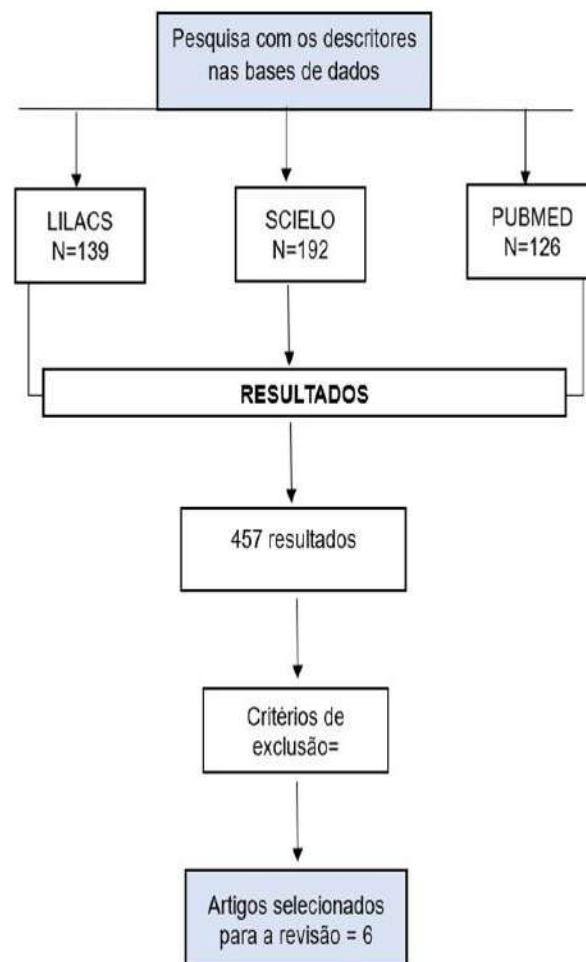 Pesquisa com os descritores
nas bases de dados
LILACS
N=139
SCIELO
N=192
PUBMED
N=126
RESULTADOS
457 resultados
Critérios de
exclusão=
Artigos selecionados
para a revisão = 6